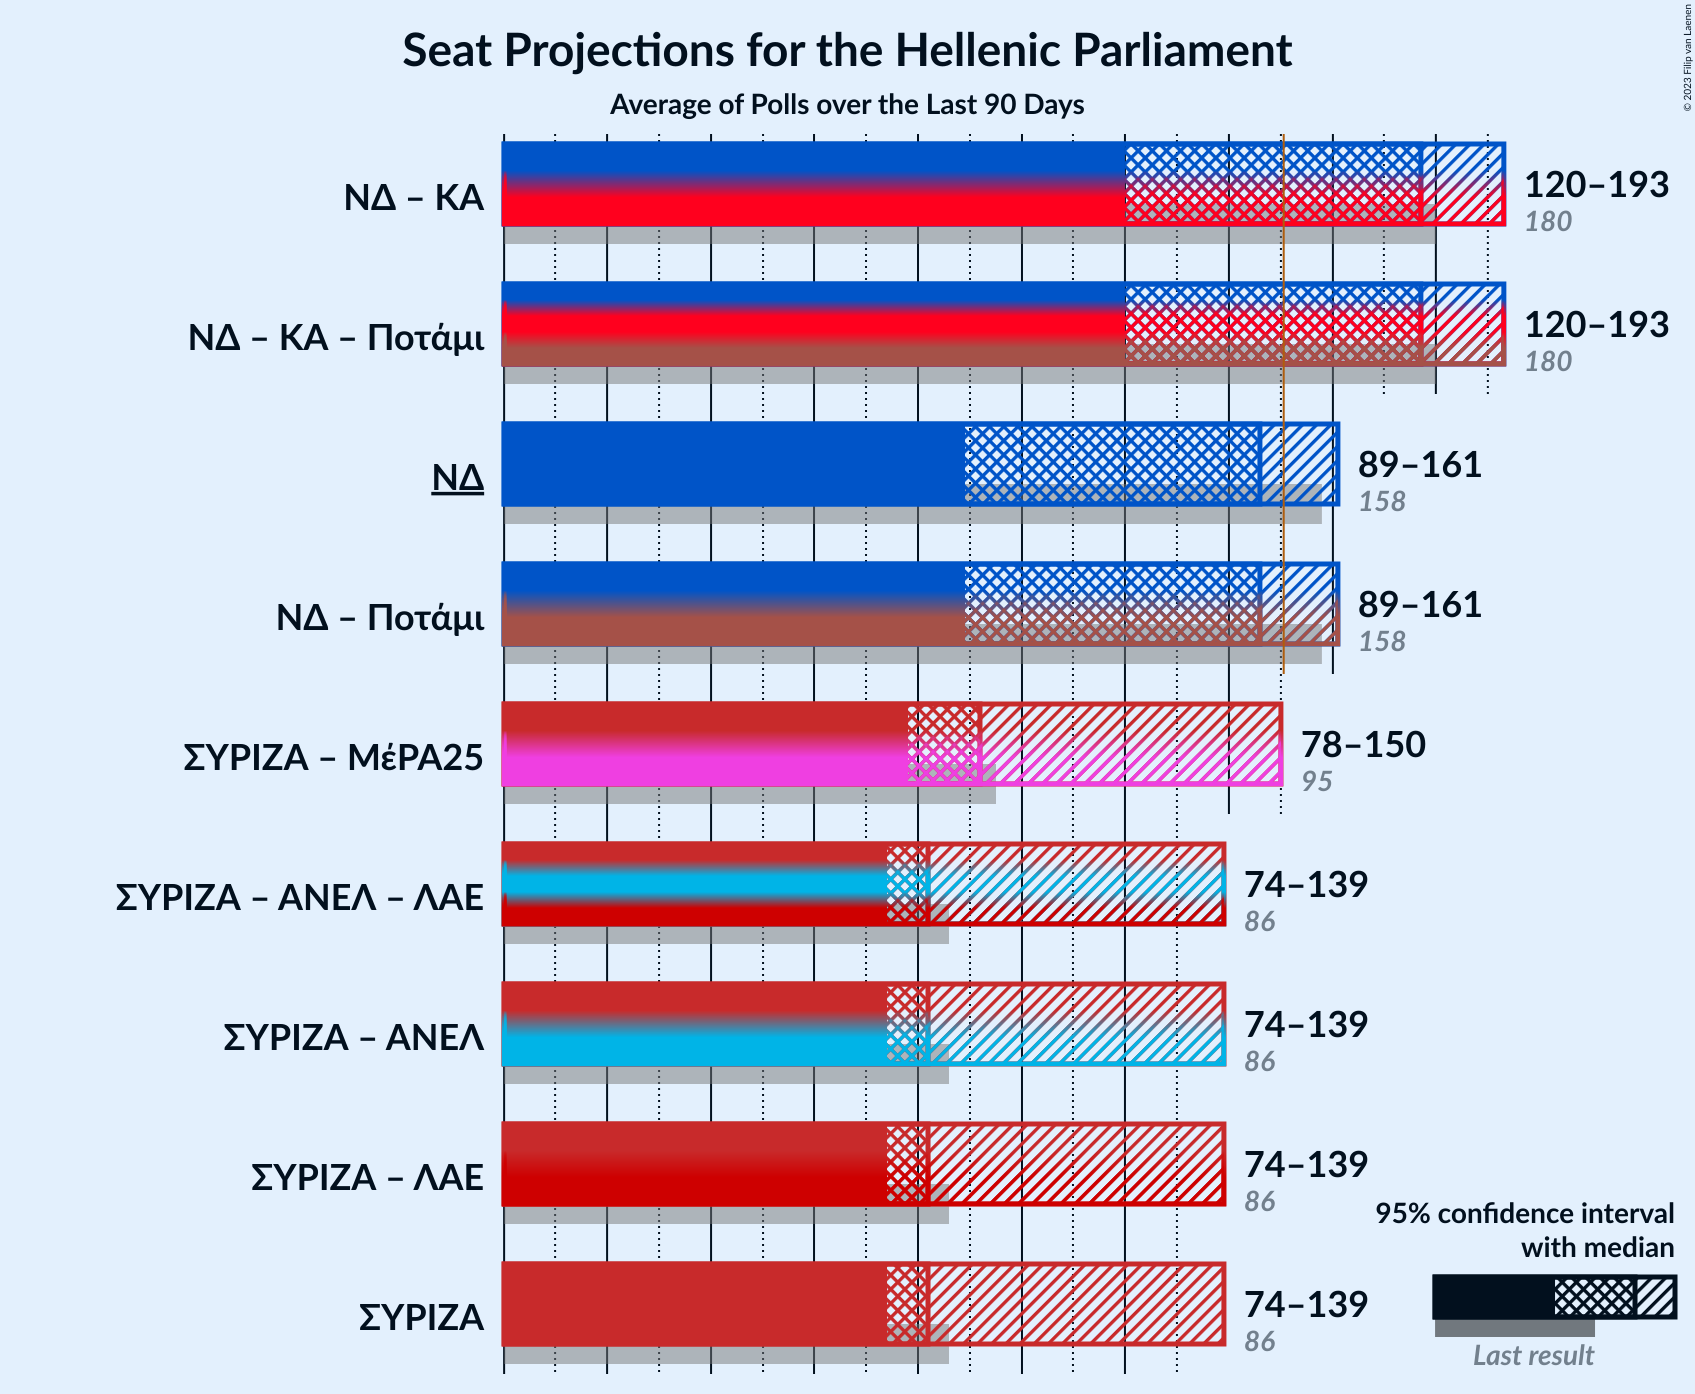 Seat Projections for the Hellenic Parliament
Average of Polls over the Last 90 Days
© 2023 Filip van Laenen
ΝΔ – ΚΑ
120–193
180
ΝΔ – ΚΑ – Ποτάμι
120–193
180
ΝΔ
89–161
158
ΝΔ – Ποτάμι
89–161
158
ΣΥΡΙΖΑ – ΜέΡΑ25
78–150
95
ΣΥΡΙΖΑ – ΑΝΕΛ – ΛΑΕ
74–139
86
ΣΥΡΙΖΑ – ΑΝΕΛ
74–139
86
ΣΥΡΙΖΑ – ΛΑΕ
74–139
86
ΣΥΡΙΖΑ
74–139
86
95% confidence interval
with median
Last result